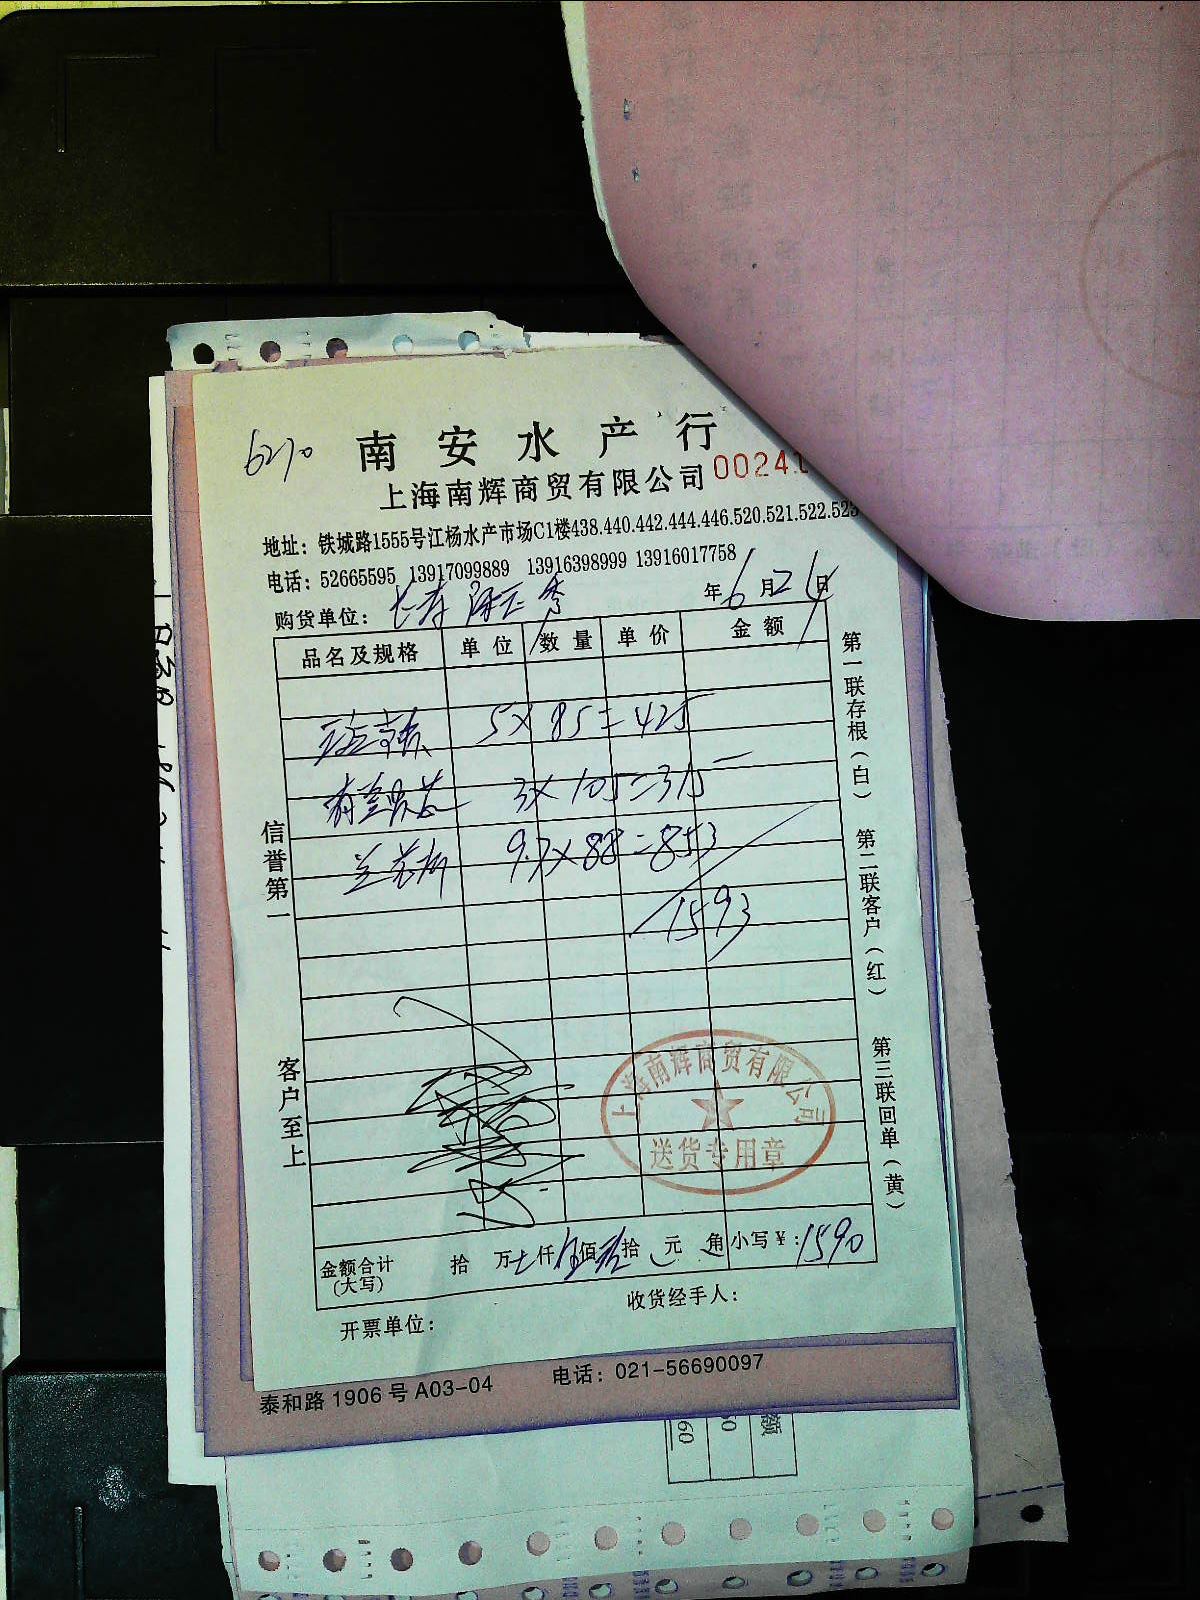 南安水产行
上海南辉商贸有限公司 0024
地址：铁城路1555号江杨水产市场C1楼438.440.442.444.446.520.521.522.523
电话：52665595 13917099889 13916398999 13916017758
购货单位： 长寿 年6月24日
品名及规格 单位 数量 单价 金额
5×85=425
3×105=315
9.7×88=853
1593
信誉第一
客户至上
第一联存根（白） 第二联客户（红） 第三联回单（黄）
上海南辉商贸有限公司
送货专用章
金额合计（大写） 拾 万 仟 伍佰 拾 元 角 小写￥：1590
开票单位： 收货经手人：
泰和路1906号A03-04 电话：021-56690097
额
60